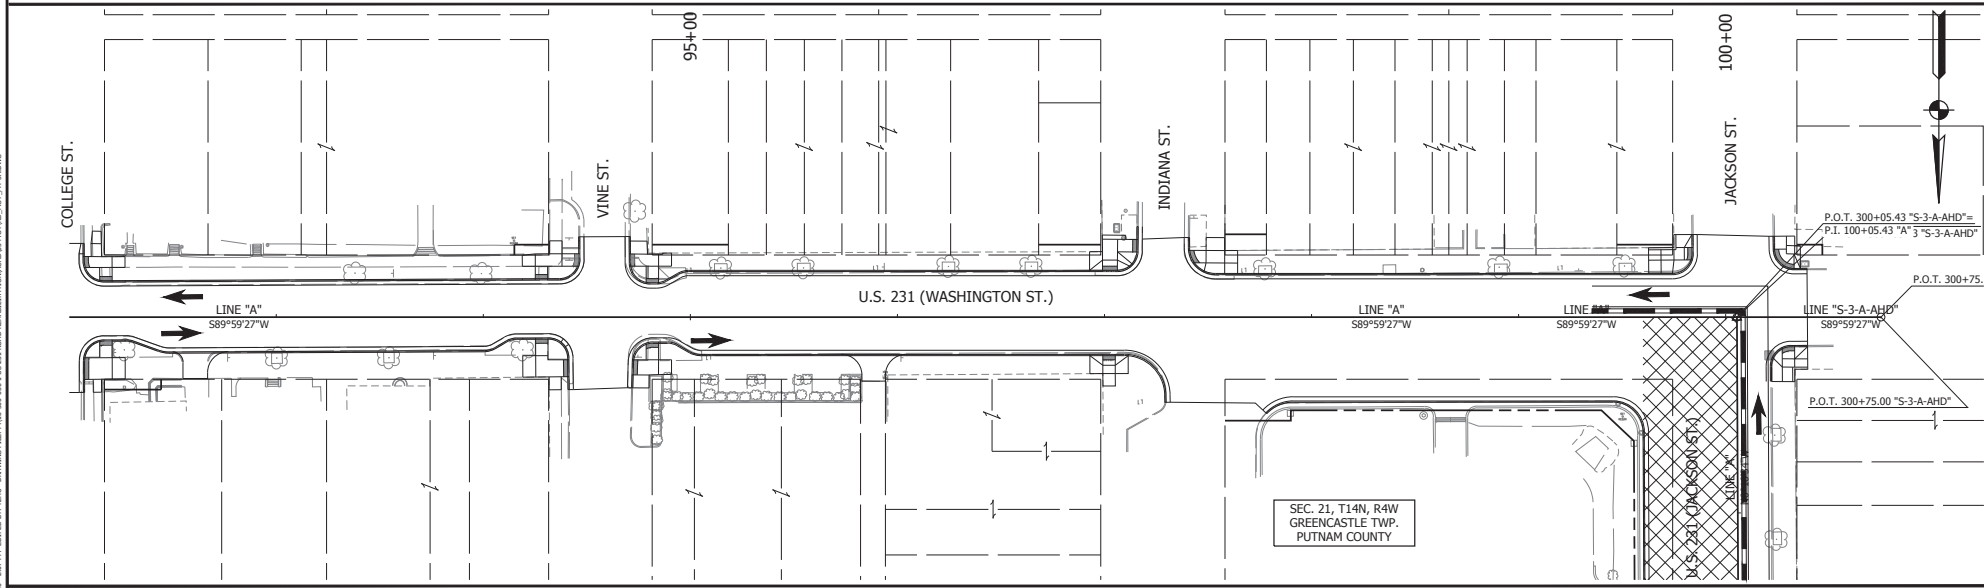 95+00
100+00
COLLEGE ST.
VINE ST.
INDIANA ST.
JACKSON ST.
P.O.T. 300+05.43 "S-3-A-AHD"=
P.I. 100+05.43 "A" 3 "S-3-A-AHD"
P.O.T. 300+75.
U.S. 231 (WASHINGTON ST.)
LINE "A"
S89°59'27"W
LINE "A"
S89°59'27"W
LINE "A"
S89°59'27"W
LINE "S-3-A-AHD"
S89°59'27"W
P.O.T. 300+75.00 "S-3-A-AHD"
U.S. 231 (JACKSON ST.)
LINE "A"
SEC. 21, T14N, R4W
GREENCASTLE TWP.
PUTNAM COUNTY